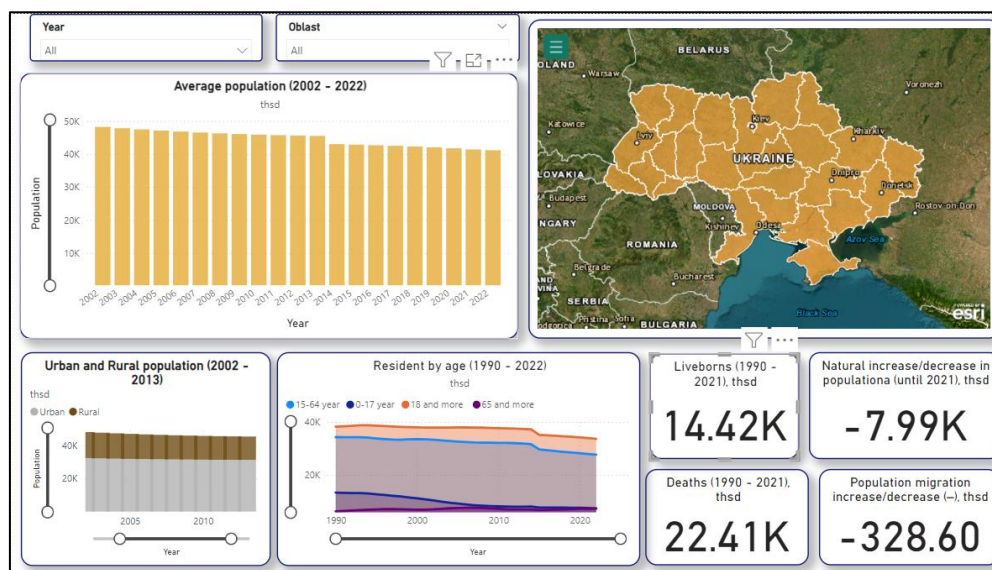 Year
All
Oblast
All
Average population (2002 - 2022)
thsd
Population
50K
40K
30K
20K
10K
2002 2003 2004 2005 2006 2007 2008 2009 2010 2011 2012 2013 2014 2015 2016 2017 2018 2019 2020 2021 2022
Year
BELARUS
OLAND
Warsaw
Voronezh
Katowice
Lviv
Kiev
Kharkiv
UKRAINE
SLOVAKIA
Dnipro
Donetsk
Budapest
MOLDOVA
Rostov-on-Don
NGARY
Kishinev
Odesa
ROMANIA
Azov Sea
Belgrade
Bucharest
SERBIA
Black Sea
POWERED BY
esri
Pristina
Sofia
BULGARIA
Urban and Rural population (2002 -
2013)
thsd
Urban Rural
Population
40K
20K
2005 2010
Year
Resident by age (1990 - 2022)
thsd
15-64 year 0-17 year 18 and more 65 and more
40K
20K
1990 2000 2010 2020
Year
Liveborns (1990 -
2021), thsd
14.42K
Natural increase/decrease in
populationa (until 2021), thsd
-7.99K
Deaths (1990 - 2021),
thsd
22.41K
Population migration
increase/decrease (–), thsd
-328.60